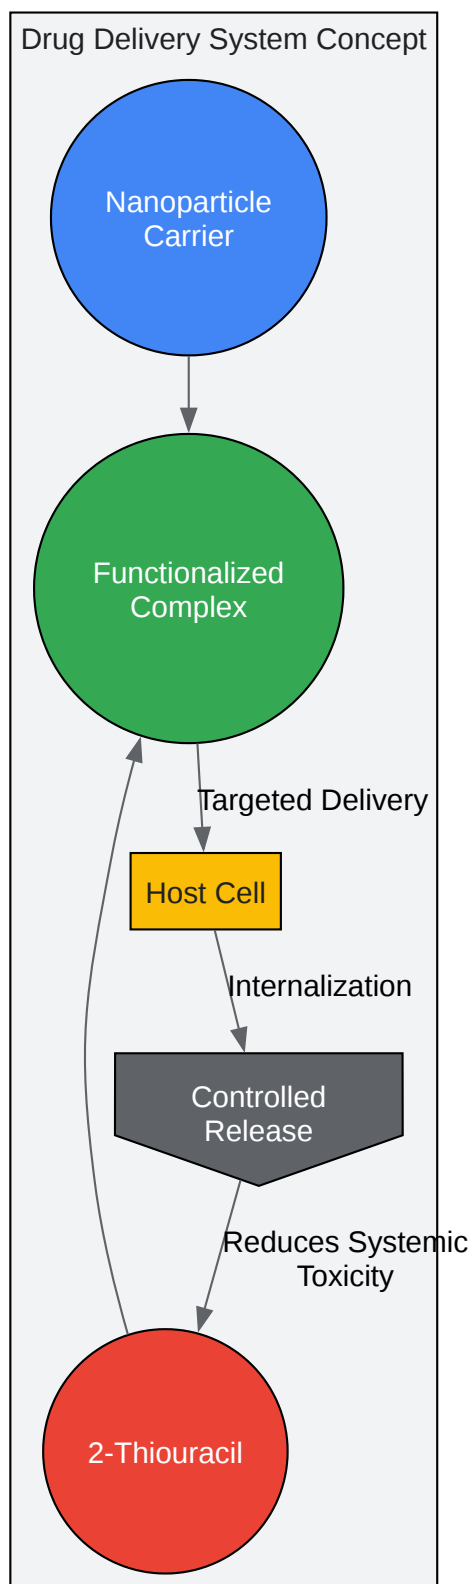 Drug Delivery System Concept
Nanoparticle
Carrier
Functionalized
Complex
Targeted Delivery
Host Cell
Internalization
Controlled
Release
Reduces Systemic
Toxicity
2-Thiouracil